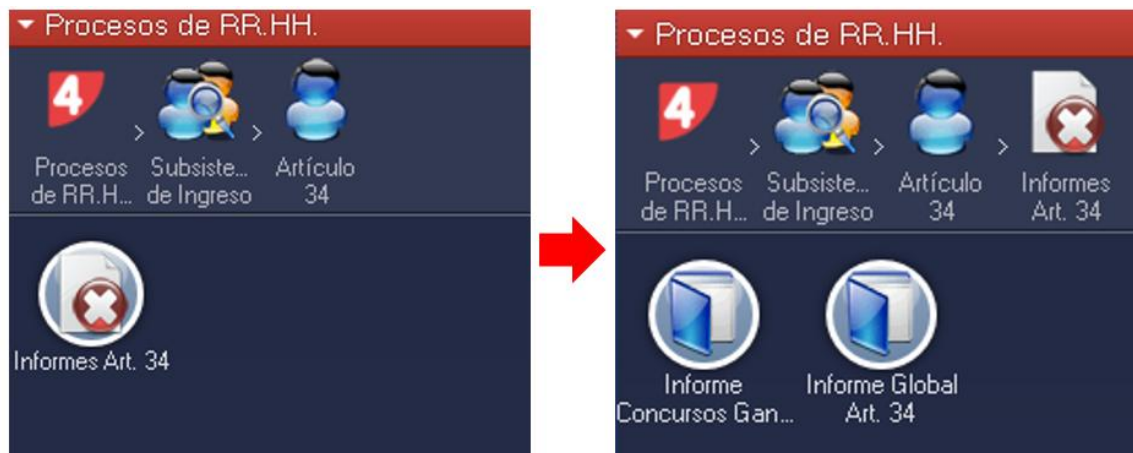 Procesos de RR.HH.
4
Procesos
de RR.H...
Subsiste...
de Ingreso
Artículo
34
Informes Art. 34
Procesos de RR.HH.
4
Procesos
de RR.H...
Subsiste...
de Ingreso
Artículo
34
Informes
Art. 34
Informe
Concursos Gan...
Informe Global
Art. 34